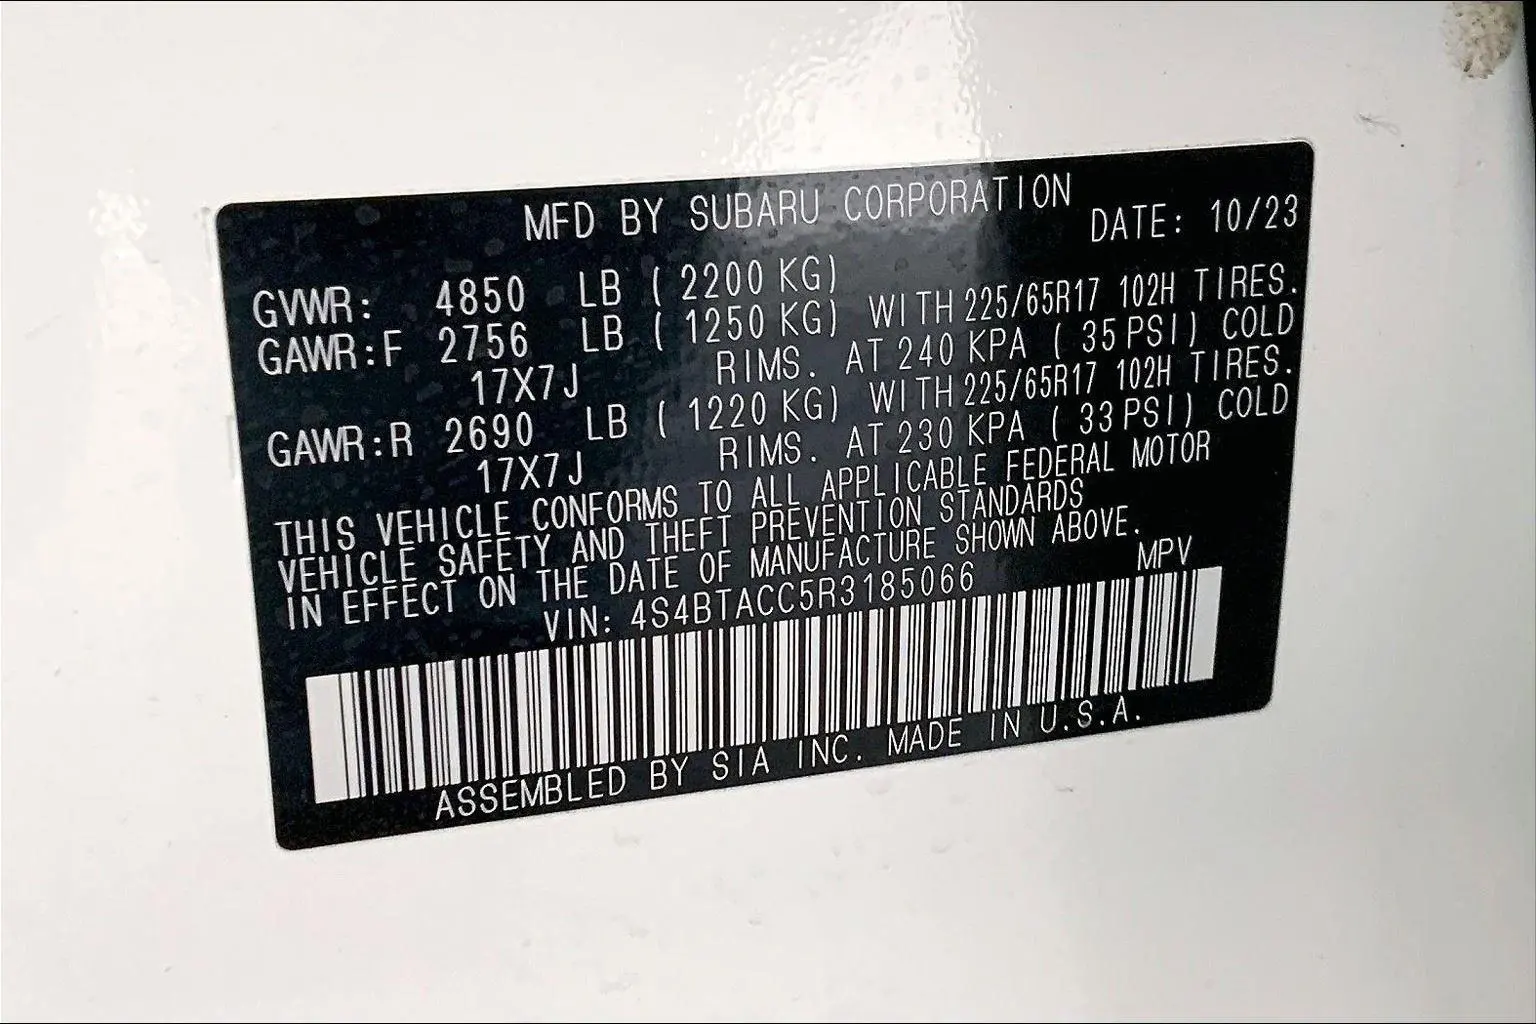 MFD BY SUBARU CORPORATION DATE: 10/23
GVWR: 4850 LB ( 2200 KG)
GAWR:F 2756 LB ( 1250 KG) WITH 225/65R17 102H TIRES.
17X7J RIMS. AT 240 KPA ( 35 PSI) COLD
GAWR:R 2690 LB ( 1220 KG) WITH 225/65R17 102H TIRES.
17X7J RIMS. AT 230 KPA ( 33 PSI) COLD
THIS VEHICLE CONFORMS TO ALL APPLICABLE FEDERAL MOTOR
VEHICLE SAFETY AND THEFT PREVENTION STANDARDS
IN EFFECT ON THE DATE OF MANUFACTURE SHOWN ABOVE.
VIN: 4S4BTACC5R3185066 MPV
ASSEMBLED BY SIA INC. MADE IN U.S.A.